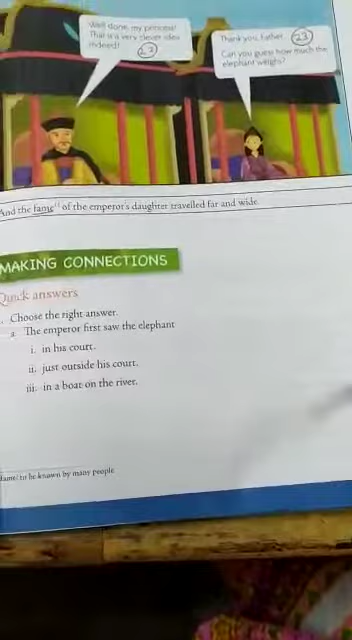 Well done, my princess!
That is a very clever idea
indeed!
22
Thank you, Father.
23
Can you guess how much the
elephant weighs?
And the fame¹¹ of the emperor's daughter travelled far and wide.
MAKING CONNECTIONS
Quick answers
. Choose the right answer.
a. The emperor first saw the elephant
i. in his court.
ii. just outside his court.
iii. in a boat on the river.
fame: to be known by many people